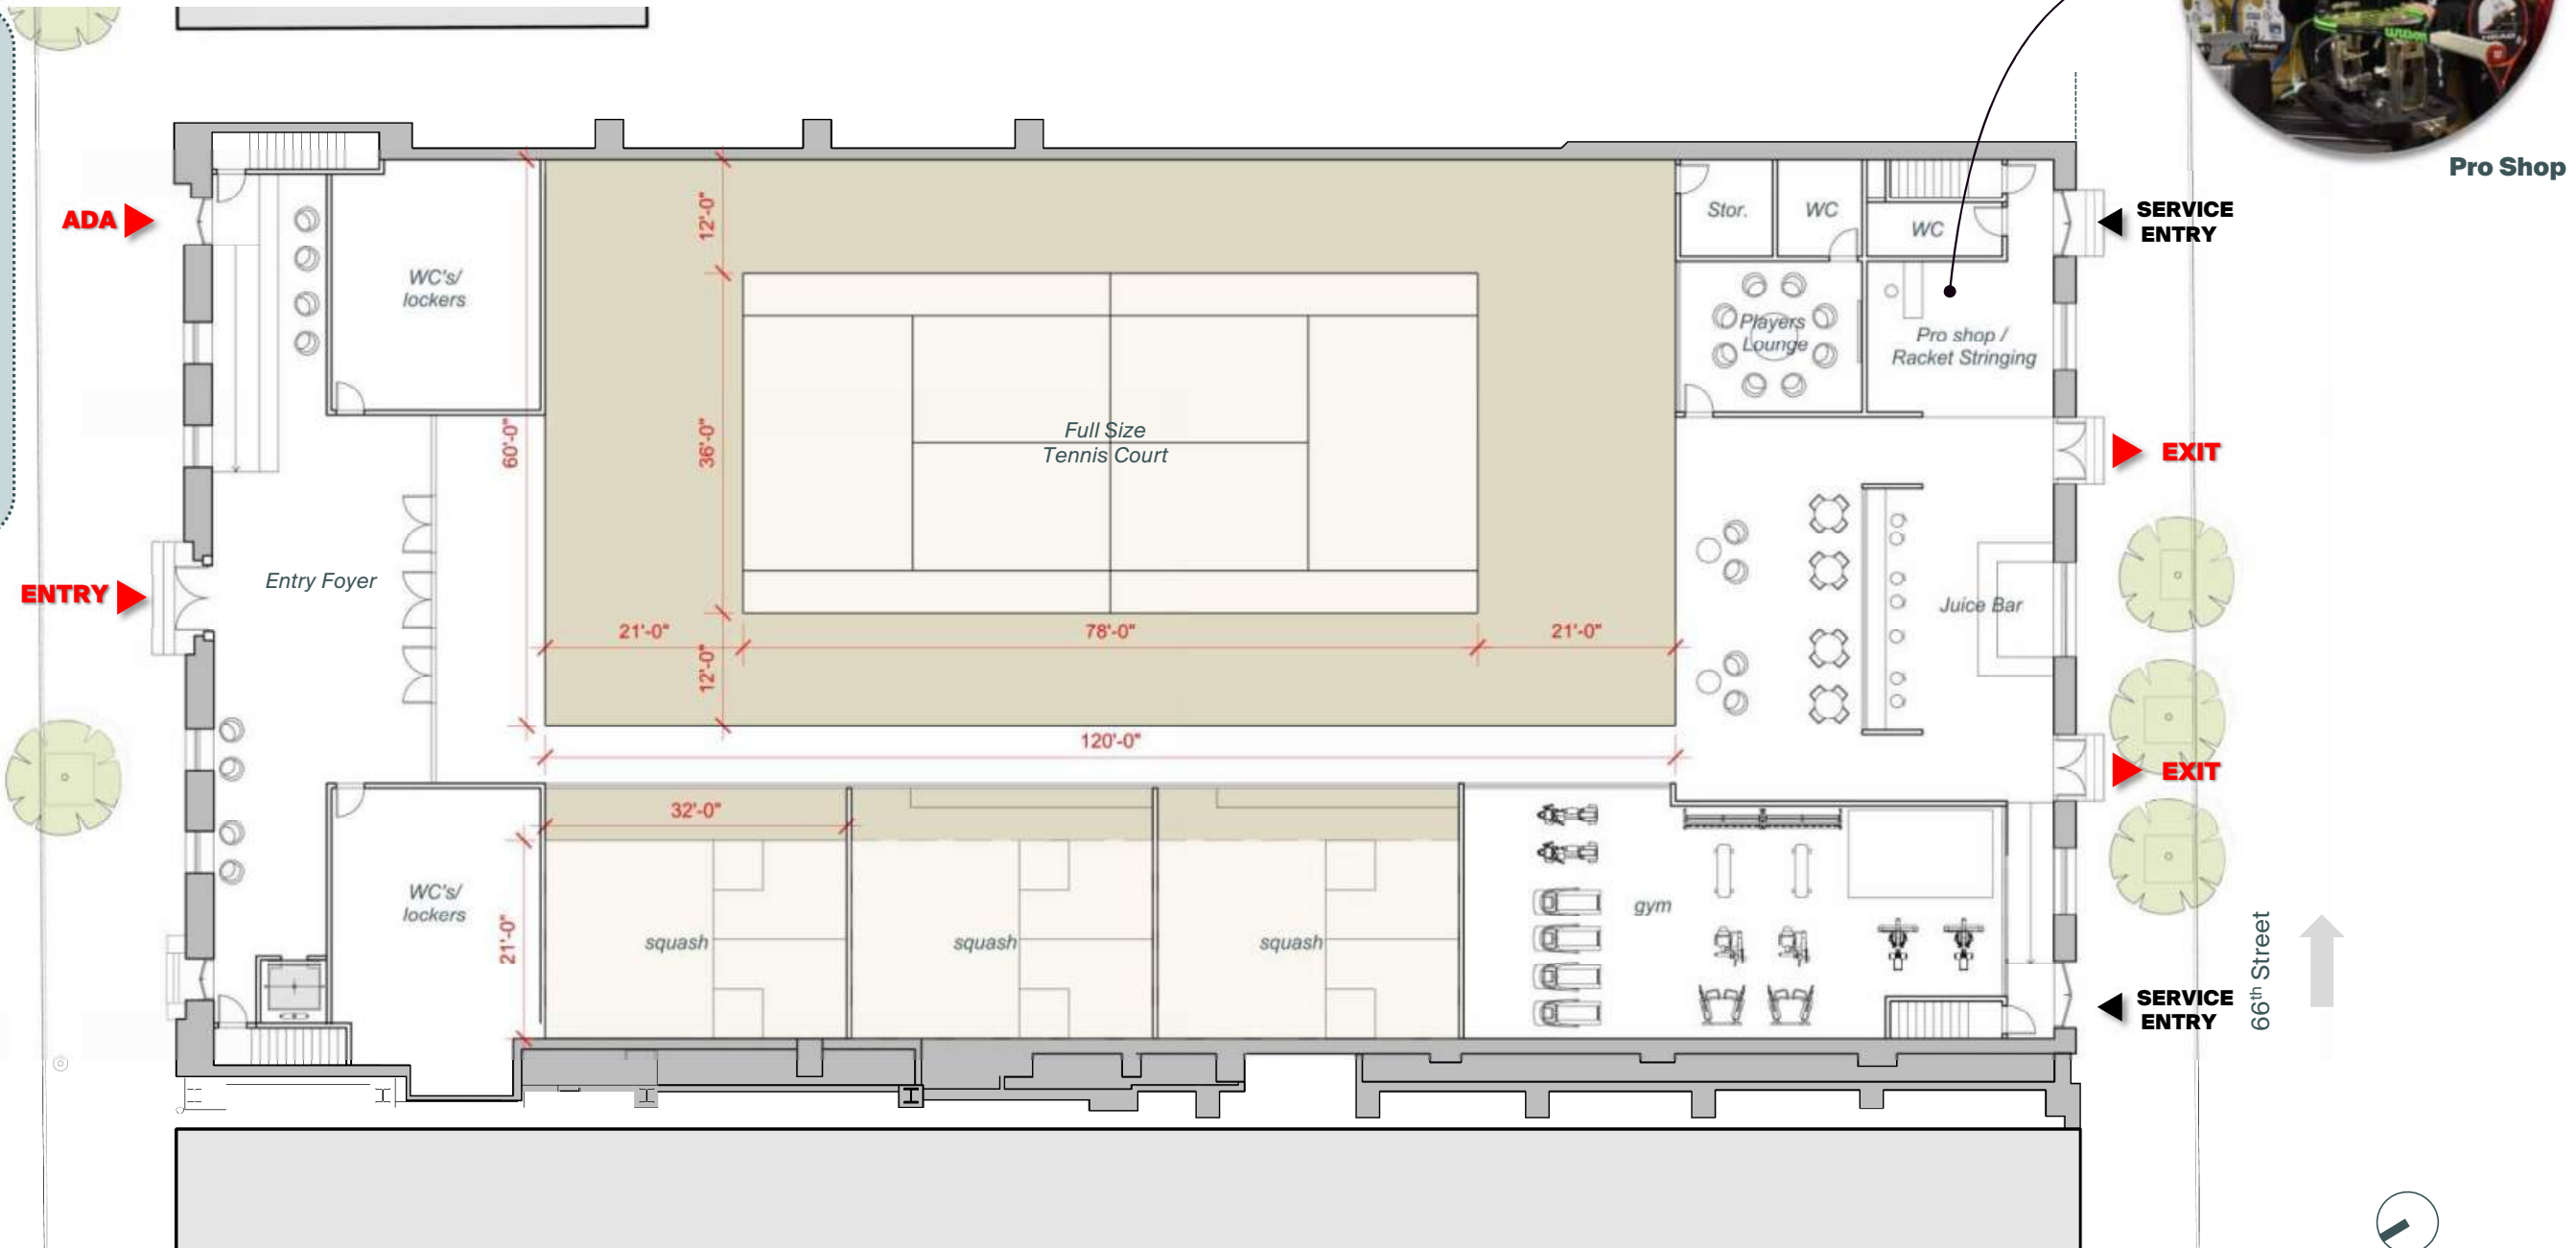 Wilson
HEAD
Pro Shop
ADA
SERVICE
ENTRY
12'-0"
Stor.
WC
WC
WC's/
lockers
Players
Lounge
Pro shop /
Racket Stringing
60'-0"
36'-0"
Full Size
Tennis Court
EXIT
ENTRY
Entry Foyer
Juice Bar
21'-0"
78'-0"
21'-0"
12'-0"
120'-0"
EXIT
32'-0"
WC's/
lockers
21'-0"
squash
squash
squash
gym
66th Street
SERVICE
ENTRY